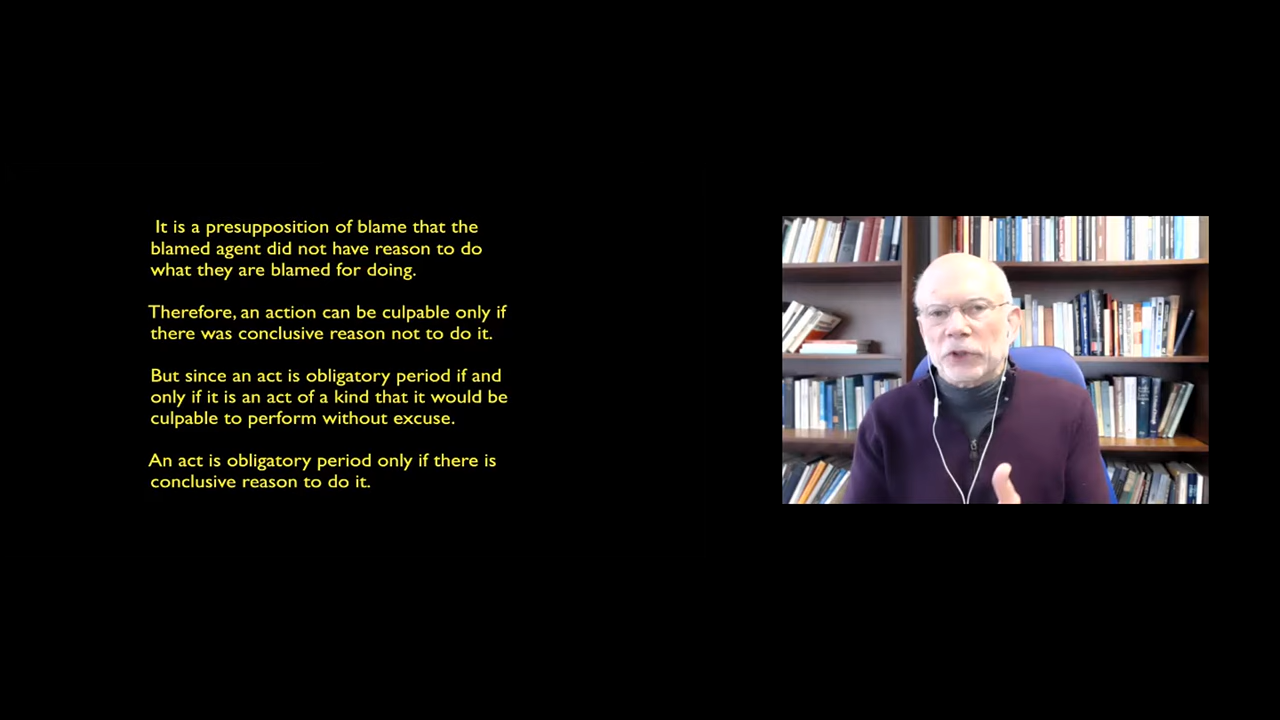 It is a presupposition of blame that the
blamed agent did not have reason to do
what they are blamed for doing.
Therefore, an action can be culpable only if
there was conclusive reason not to do it.
But since an act is obligatory period if and
only if it is an act of a kind that it would be
culpable to perform without excuse.
An act is obligatory period only if there is
conclusive reason to do it.